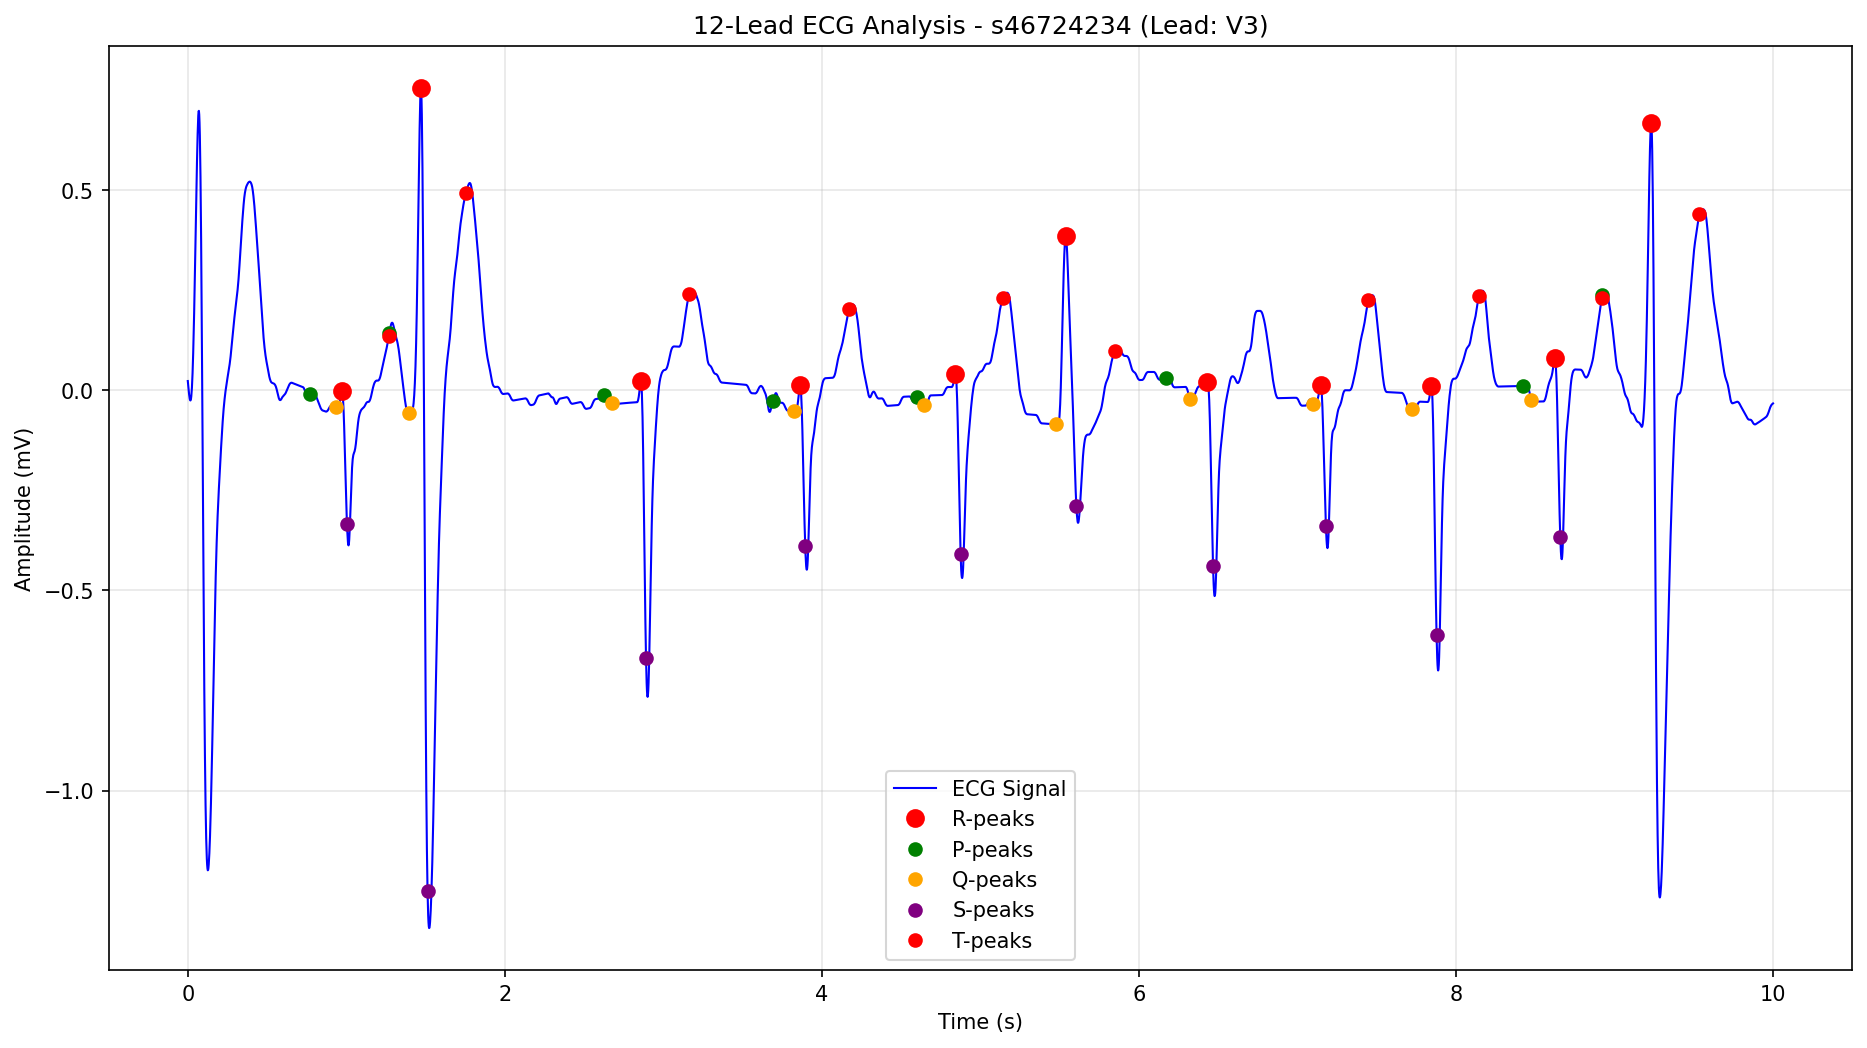 12-Lead ECG Analysis - s46724234 (Lead: V3)
Amplitude (mV)
0.5
0.0
−0.5
−1.0
ECG Signal
R-peaks
P-peaks
Q-peaks
S-peaks
T-peaks
0 2 4 6 8 10
Time (s)